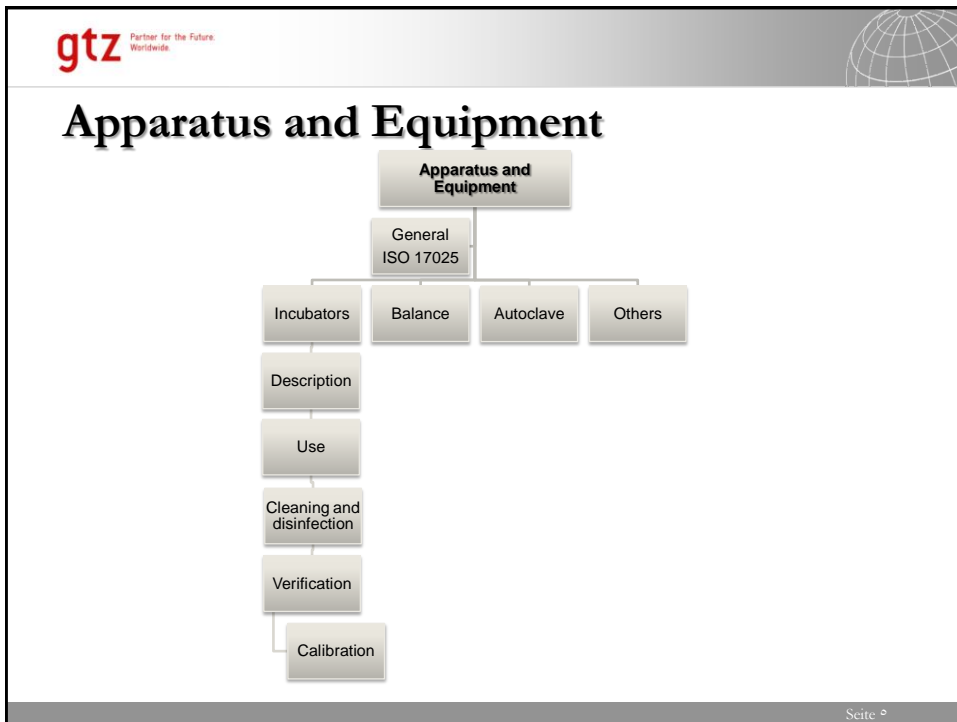 gtz Partner for the Future.
Worldwide.
Apparatus and Equipment
Apparatus and
Equipment
General
ISO 17025
Incubators
Balance
Autoclave
Others
Description
Use
Cleaning and
disinfection
Verification
Calibration
Seite ٥